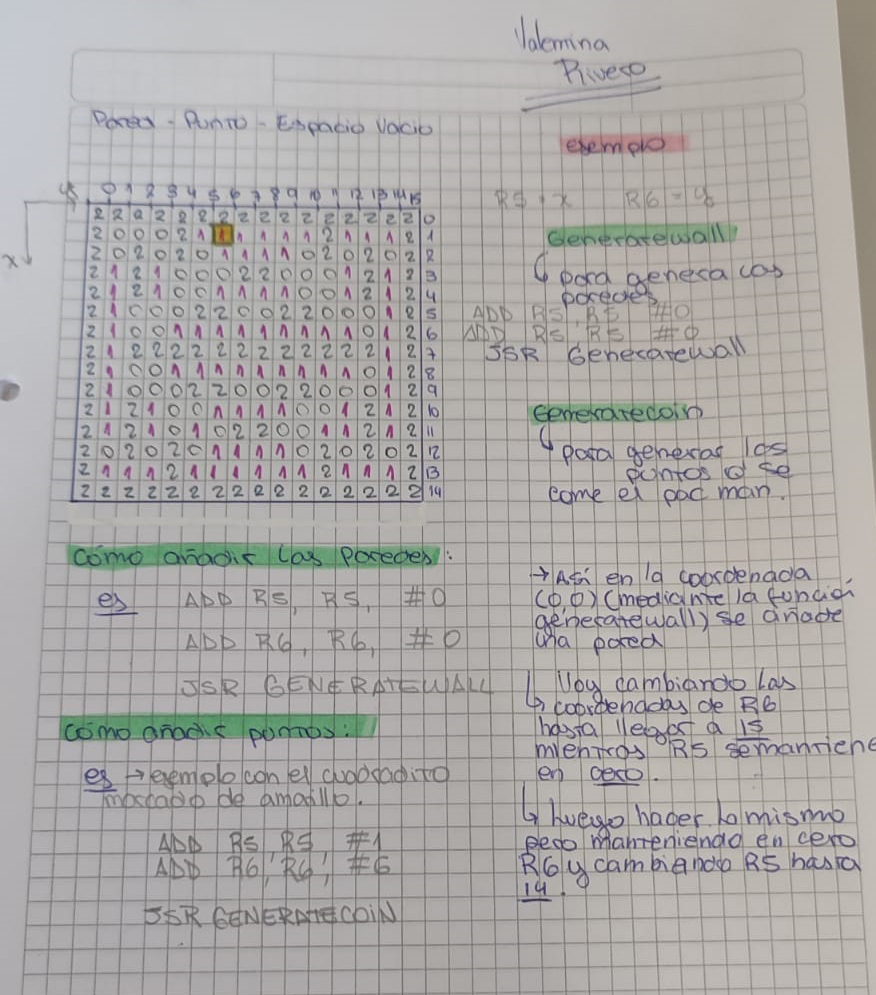 Valentina
Rivero
Pared - Punto - Espacio Vacio
ejemplo
y 0 1 2 3 4 5 6 7 8 9 10 11 12 13 14 15
R5 · x R6 - y
2 2 2 2 2 2 2 2 2 2 2 2 2 2 2 2 0
2 0 0 0 2 1 1 1 1 1 1 2 1 1 1 2 1
Generatewall
x
2 0 2 0 2 0 1 1 1 1 0 2 0 2 0 2 2
2 1 2 1 0 0 0 2 2 0 0 0 1 2 1 2 3
↳ para generar las
paredes
2 1 2 1 0 0 1 1 1 1 0 0 1 2 1 2 4
2 1 0 0 0 2 2 0 0 2 2 0 0 0 1 2 5
ADD R5, R5 #0
2 1 0 0 1 1 1 1 1 1 1 1 1 0 1 2 6
ADD R5, R5 #0
2 1 2 2 2 2 2 2 2 2 2 2 2 2 1 2 7
JSR Generatewall
2 1 0 0 1 1 1 1 1 1 1 1 1 0 1 2 8
2 1 0 0 0 2 2 0 0 2 2 0 0 0 1 2 9
2 1 2 1 0 0 1 1 1 1 0 0 1 2 1 2 10
Generatecoin
2 1 2 1 0 1 0 2 2 0 0 1 1 2 1 2 11
2 0 2 0 2 0 1 1 1 1 0 2 0 2 0 2 12
↳ para generar los
puntos q se
come el pac man.
2 1 1 1 2 1 1 1 1 1 1 2 1 1 1 2 13
2 2 2 2 2 2 2 2 2 2 2 2 2 2 2 2 14
Cómo añadir las paredes:
ej ADD R5, R5, #0
ADD R6, R6, #0
JSR GENERATEWALL
→ Así en la coordenada
(0,0) (mediante la función
generatewall) se añade
una pared
↳ Voy cambiando las
coordenadas de R6
hasta llegar a 15
mientras R5 se mantiene
en cero.
↳ Luego hacer lo mismo
pero manteniendo en cero
R6 y cambiando R5 hasta
14.
Cómo añadir puntos:
ej → ejemplo con el cuadradito
marcado de amarillo.
ADD R5, R5, #1
ADD R6, R6, #6
JSR GENERATECOIN